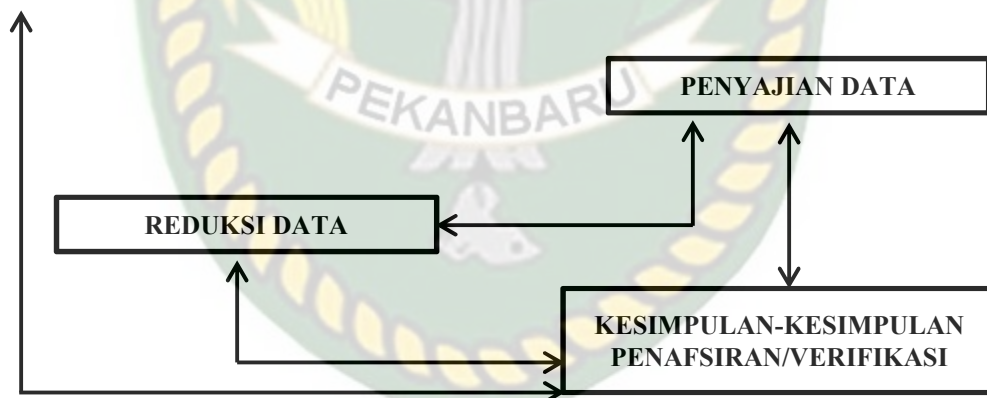 PEKANBARU
PENYAJIAN DATA
REDUKSI DATA
KESIMPULAN-KESIMPULAN
PENAFSIRAN/VERIFIKASI